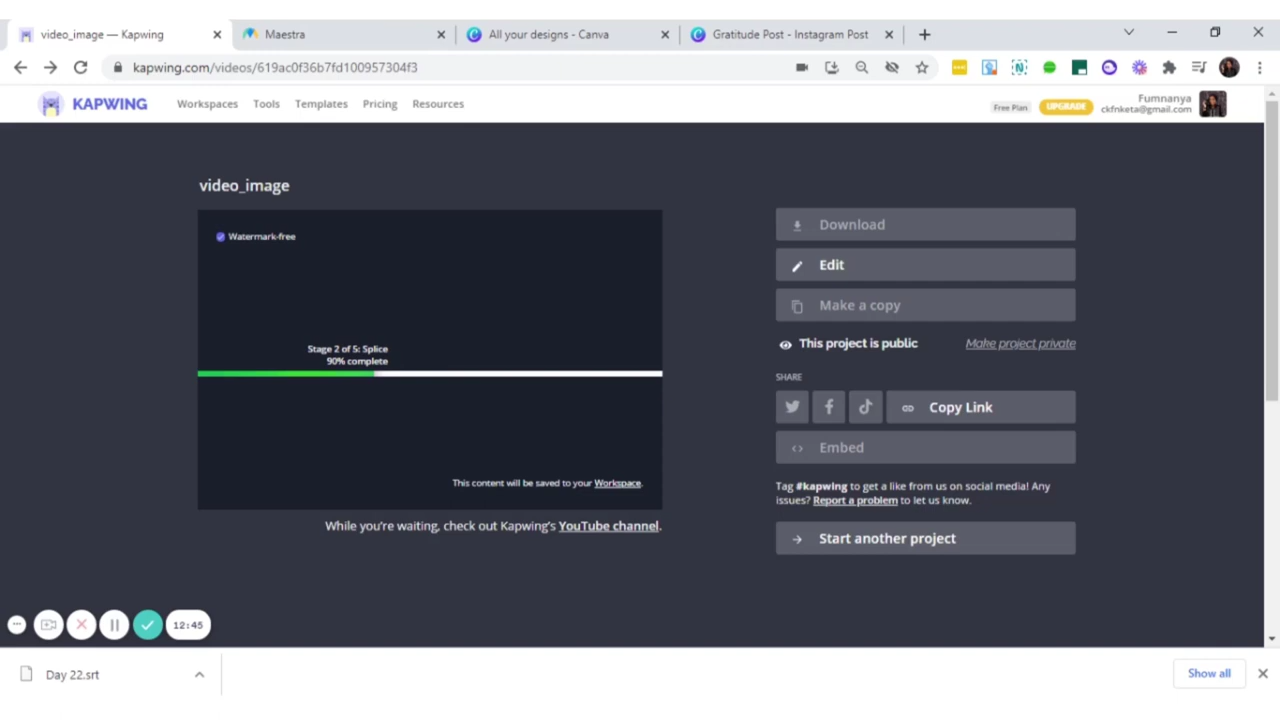 video_image — Kapwing
Maestra
All your designs - Canva
Gratitude Post - Instagram Post
kapwing.com/videos/619ac0f36b7fd100957304f3
KAPWING
Workspaces
Tools
Templates
Pricing
Resources
Free Plan
UPGRADE
Fumnanya
ckfnketa@gmail.com
video_image
Watermark-free
Stage 2 of 5: Splice
90% complete
This content will be saved to your Workspace.
While you're waiting, check out Kapwing's YouTube channel.
Download
Edit
Make a copy
This project is public
Make project private
SHARE
Copy Link
Embed
Tag #kapwing to get a like from us on social media! Any
issues? Report a problem to let us know.
Start another project
12:45
Day 22.srt
Show all